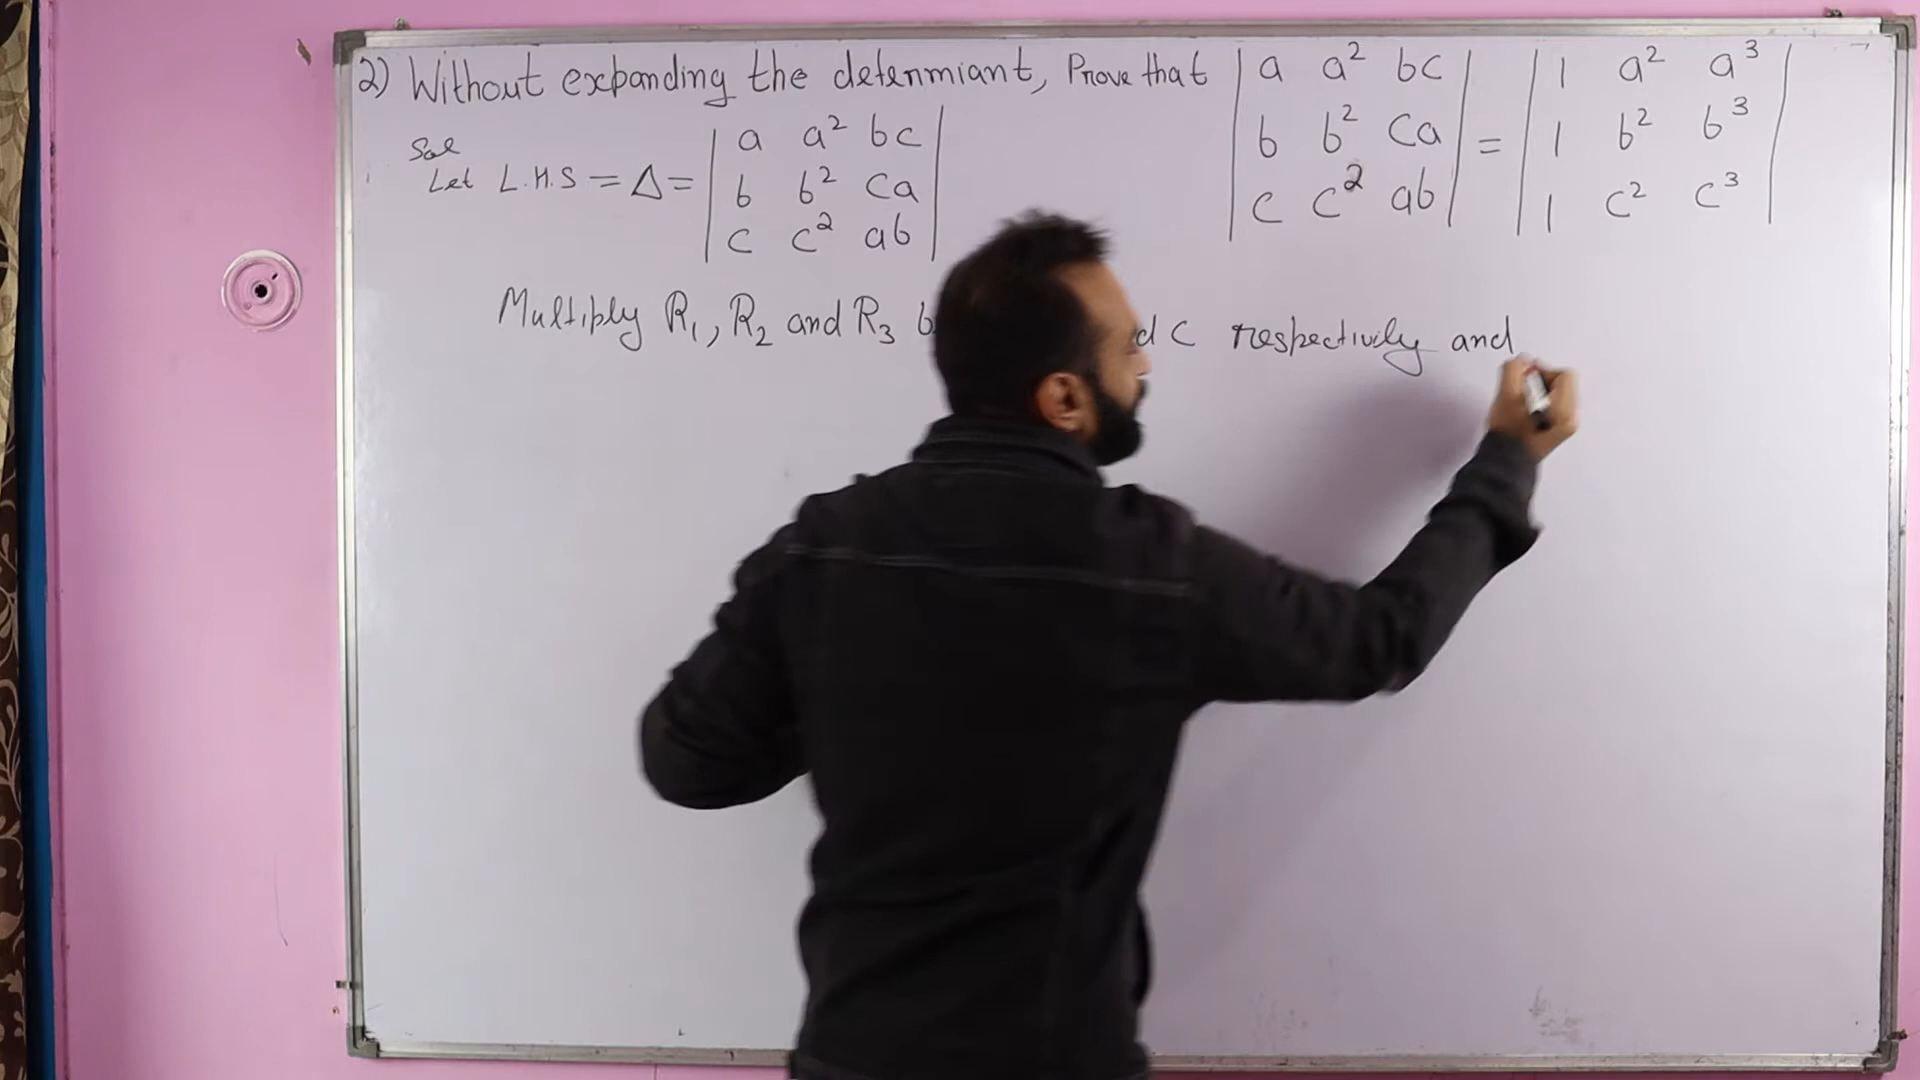 2) Without expanding the determiant, Prove that | a a² bc | = | 1 a² a³ |
| b b² ca | | 1 b² b³ |
| c c² ab | | 1 c² c³ |
Sol
Let L.H.S = Δ = | a a² bc |
| b b² ca |
| c c² ab |
Multiply R₁, R₂ and R₃ c respectively and